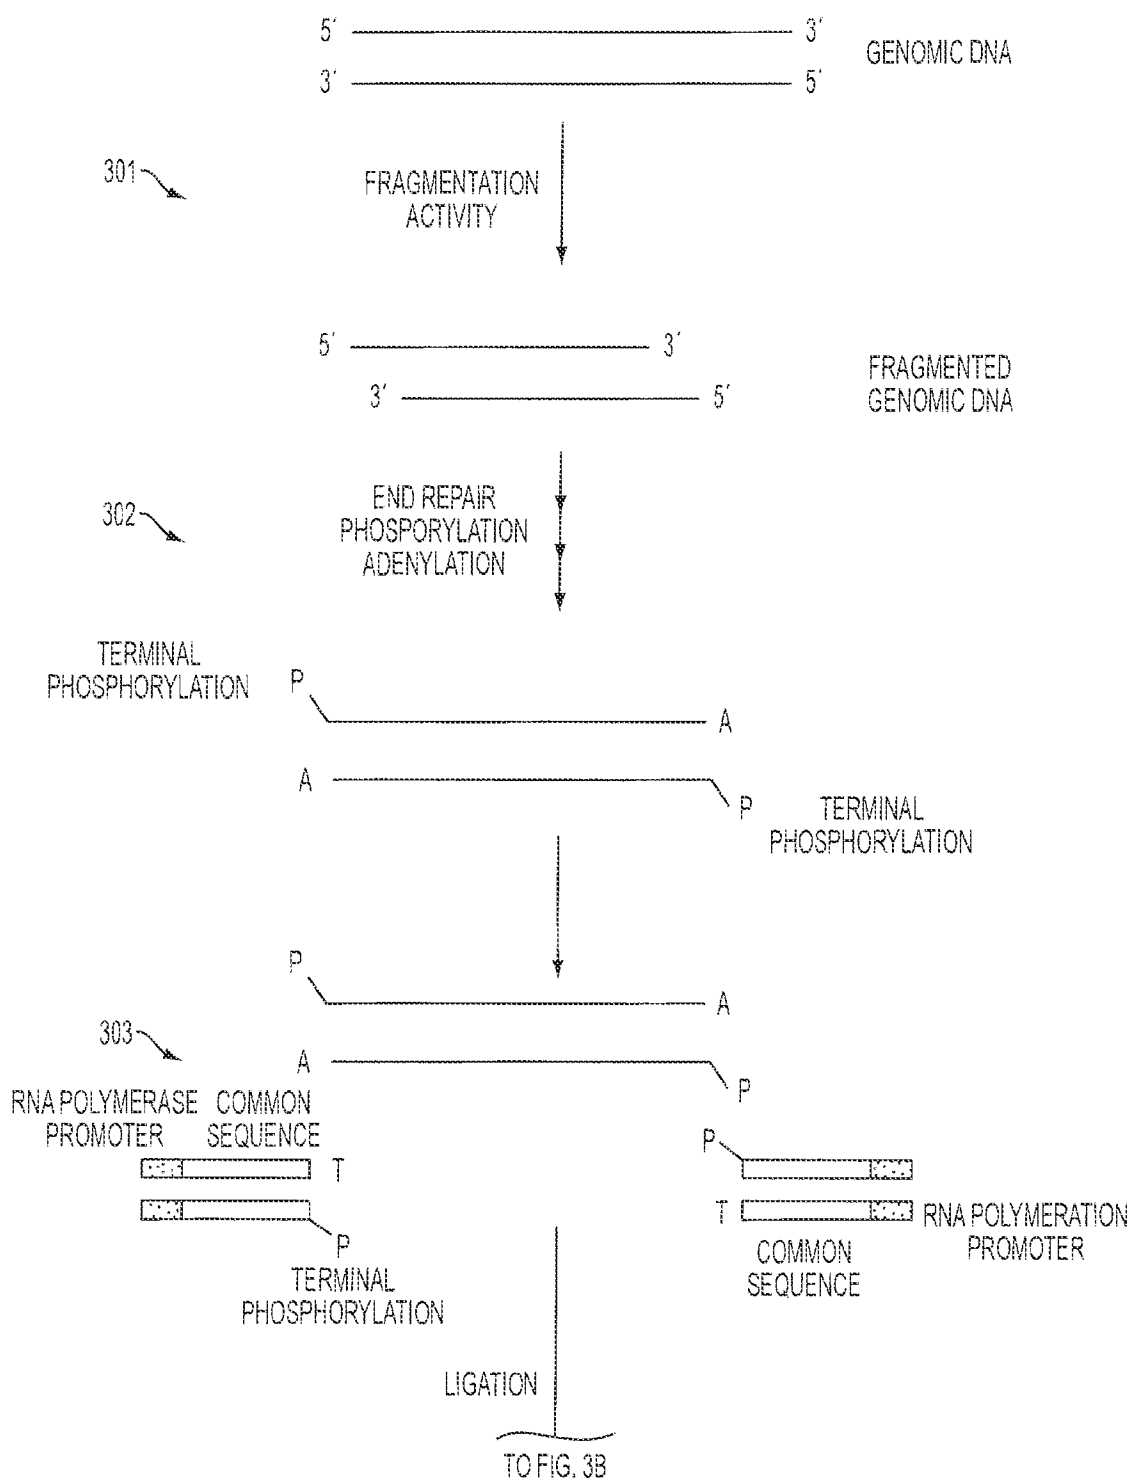 5′ 3′
GENOMIC DNA
3′ 5′
301
FRAGMENTATION
ACTIVITY
5′ 3′
3′ 5′
FRAGMENTED
GENOMIC DNA
302
END REPAIR
PHOSPORYLATION
ADENYLATION
TERMINAL
PHOSPHORYLATION
P
A
A
P
TERMINAL
PHOSPHORYLATION
P
A
303
A
P
RNA POLYMERASE
PROMOTER
COMMON
SEQUENCE
T
P
TERMINAL
PHOSPHORYLATION
P
T
RNA POLYMERATION
PROMOTER
COMMON
SEQUENCE
LIGATION
TO FIG. 3B